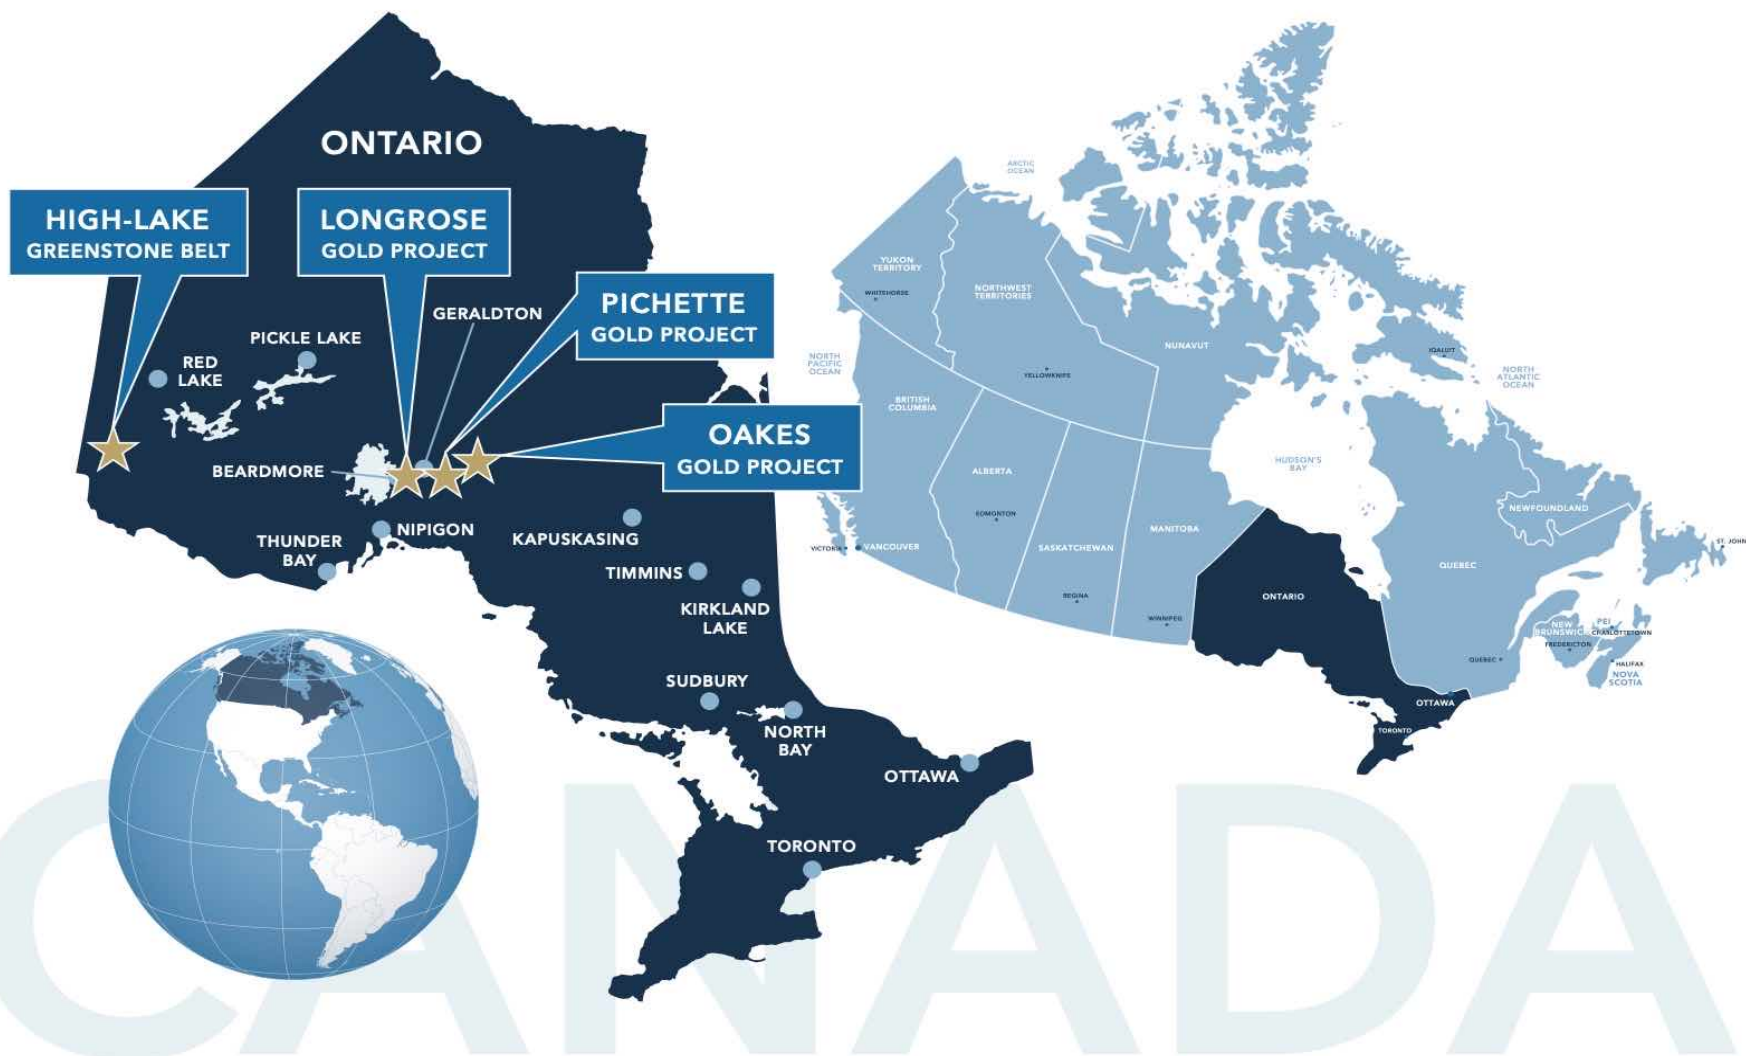 ONTARIO
HIGH-LAKE
GREENSTONE BELT
LONGROSE
GOLD PROJECT
PICHETTE
GOLD PROJECT
OAKES
GOLD PROJECT
GERALDTON
PICKLE LAKE
RED
LAKE
BEARDMORE
NIPIGON
THUNDER
BAY
KAPUSKASING
TIMMINS
KIRKLAND
LAKE
SUDBURY
NORTH
BAY
OTTAWA
TORONTO
ARCTIC
OCEAN
YUKON
TERRITORY
WHITEHORSE
NORTHWEST
TERRITORIES
YELLOWKNIFE
NUNAVUT
IQALUIT
NORTH
PACIFIC
OCEAN
NORTH
ATLANTIC
OCEAN
BRITISH
COLUMBIA
ALBERTA
EDMONTON
HUDSON'S
BAY
NEWFOUNDLAND
MANITOBA
SASKATCHEWAN
VICTORIA
VANCOUVER
ST. JOHN
QUEBEC
REGINA
WINNIPEG
ONTARIO
NEW
BRUNSWICK
PEI
CHARLOTTETOWN
FREDERICTON
QUEBEC
HALIFAX
NOVA
SCOTIA
OTTAWA
TORONTO
CANADA